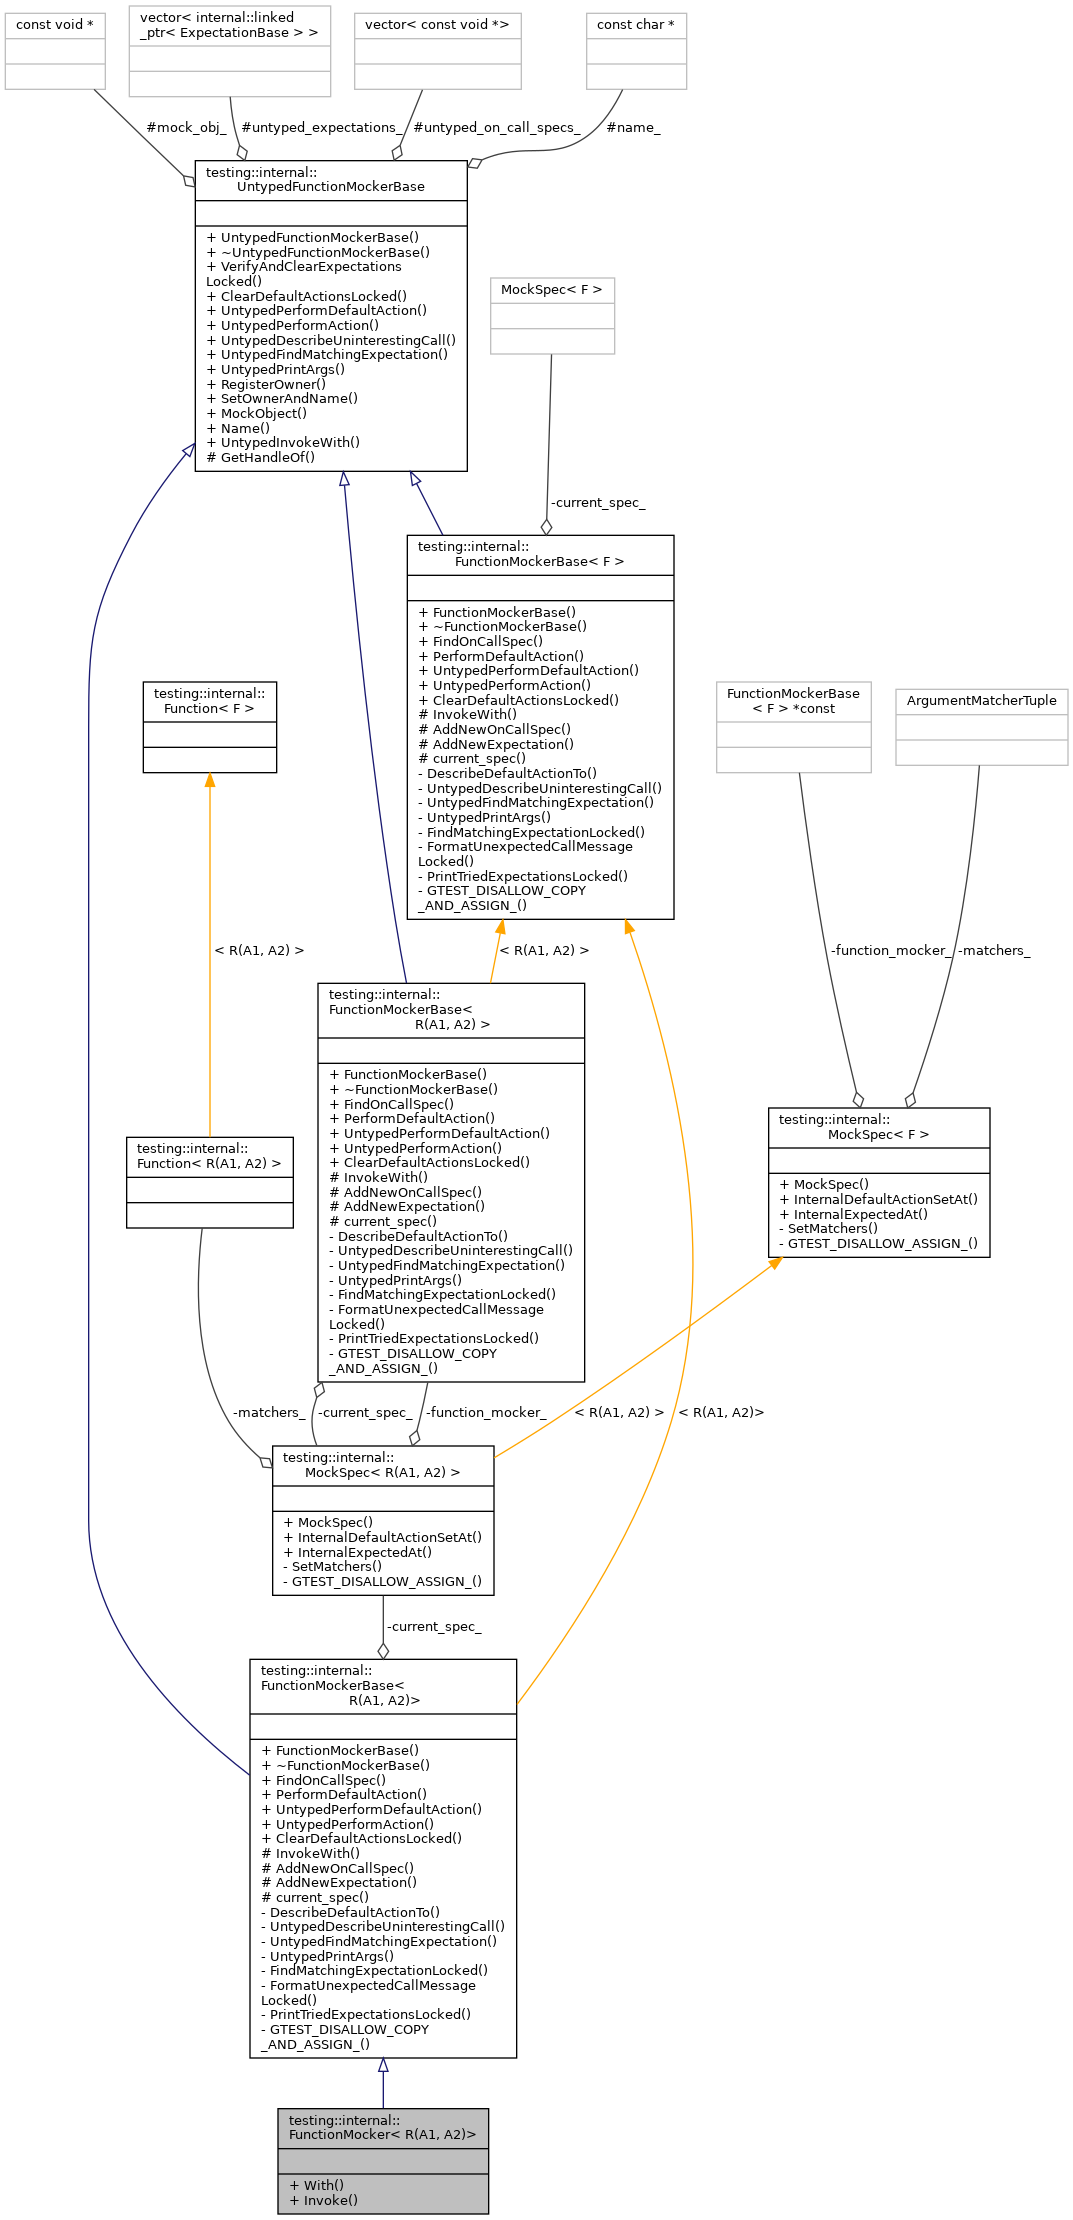 const void *
vector< internal::linked
_ptr< ExpectationBase > >
vector< const void *>
const char *
#mock_obj_
#untyped_expectations_
#untyped_on_call_specs_
#name_
testing::internal::
UntypedFunctionMockerBase
+ UntypedFunctionMockerBase()
+ ~UntypedFunctionMockerBase()
+ VerifyAndClearExpectations
Locked()
+ ClearDefaultActionsLocked()
+ UntypedPerformDefaultAction()
+ UntypedPerformAction()
+ UntypedDescribeUninterestingCall()
+ UntypedFindMatchingExpectation()
+ UntypedPrintArgs()
+ RegisterOwner()
+ SetOwnerAndName()
+ MockObject()
+ Name()
+ UntypedInvokeWith()
# GetHandleOf()
MockSpec< F >
-current_spec_
testing::internal::
FunctionMockerBase< F >
+ FunctionMockerBase()
+ ~FunctionMockerBase()
+ FindOnCallSpec()
+ PerformDefaultAction()
+ UntypedPerformDefaultAction()
+ UntypedPerformAction()
+ ClearDefaultActionsLocked()
# InvokeWith()
# AddNewOnCallSpec()
# AddNewExpectation()
# current_spec()
- DescribeDefaultActionTo()
- UntypedDescribeUninterestingCall()
- UntypedFindMatchingExpectation()
- UntypedPrintArgs()
- FindMatchingExpectationLocked()
- FormatUnexpectedCallMessage
Locked()
- PrintTriedExpectationsLocked()
- GTEST_DISALLOW_COPY
_AND_ASSIGN_()
testing::internal::
Function< F >
FunctionMockerBase
< F > *const
ArgumentMatcherTuple
< R(A1, A2) >
< R(A1, A2) >
-function_mocker_
-matchers_
testing::internal::
FunctionMockerBase<
R(A1, A2) >
+ FunctionMockerBase()
+ ~FunctionMockerBase()
+ FindOnCallSpec()
+ PerformDefaultAction()
+ UntypedPerformDefaultAction()
+ UntypedPerformAction()
+ ClearDefaultActionsLocked()
# InvokeWith()
# AddNewOnCallSpec()
# AddNewExpectation()
# current_spec()
- DescribeDefaultActionTo()
- UntypedDescribeUninterestingCall()
- UntypedFindMatchingExpectation()
- UntypedPrintArgs()
- FindMatchingExpectationLocked()
- FormatUnexpectedCallMessage
Locked()
- PrintTriedExpectationsLocked()
- GTEST_DISALLOW_COPY
_AND_ASSIGN_()
testing::internal::
MockSpec< F >
+ MockSpec()
+ InternalDefaultActionSetAt()
+ InternalExpectedAt()
- SetMatchers()
- GTEST_DISALLOW_ASSIGN_()
testing::internal::
Function< R(A1, A2) >
-matchers_
-current_spec_
-function_mocker_
< R(A1, A2) >
< R(A1, A2)>
testing::internal::
MockSpec< R(A1, A2) >
+ MockSpec()
+ InternalDefaultActionSetAt()
+ InternalExpectedAt()
- SetMatchers()
- GTEST_DISALLOW_ASSIGN_()
-current_spec_
testing::internal::
FunctionMockerBase<
R(A1, A2)>
+ FunctionMockerBase()
+ ~FunctionMockerBase()
+ FindOnCallSpec()
+ PerformDefaultAction()
+ UntypedPerformDefaultAction()
+ UntypedPerformAction()
+ ClearDefaultActionsLocked()
# InvokeWith()
# AddNewOnCallSpec()
# AddNewExpectation()
# current_spec()
- DescribeDefaultActionTo()
- UntypedDescribeUninterestingCall()
- UntypedFindMatchingExpectation()
- UntypedPrintArgs()
- FindMatchingExpectationLocked()
- FormatUnexpectedCallMessage
Locked()
- PrintTriedExpectationsLocked()
- GTEST_DISALLOW_COPY
_AND_ASSIGN_()
testing::internal::
FunctionMocker< R(A1, A2)>
+ With()
+ Invoke()